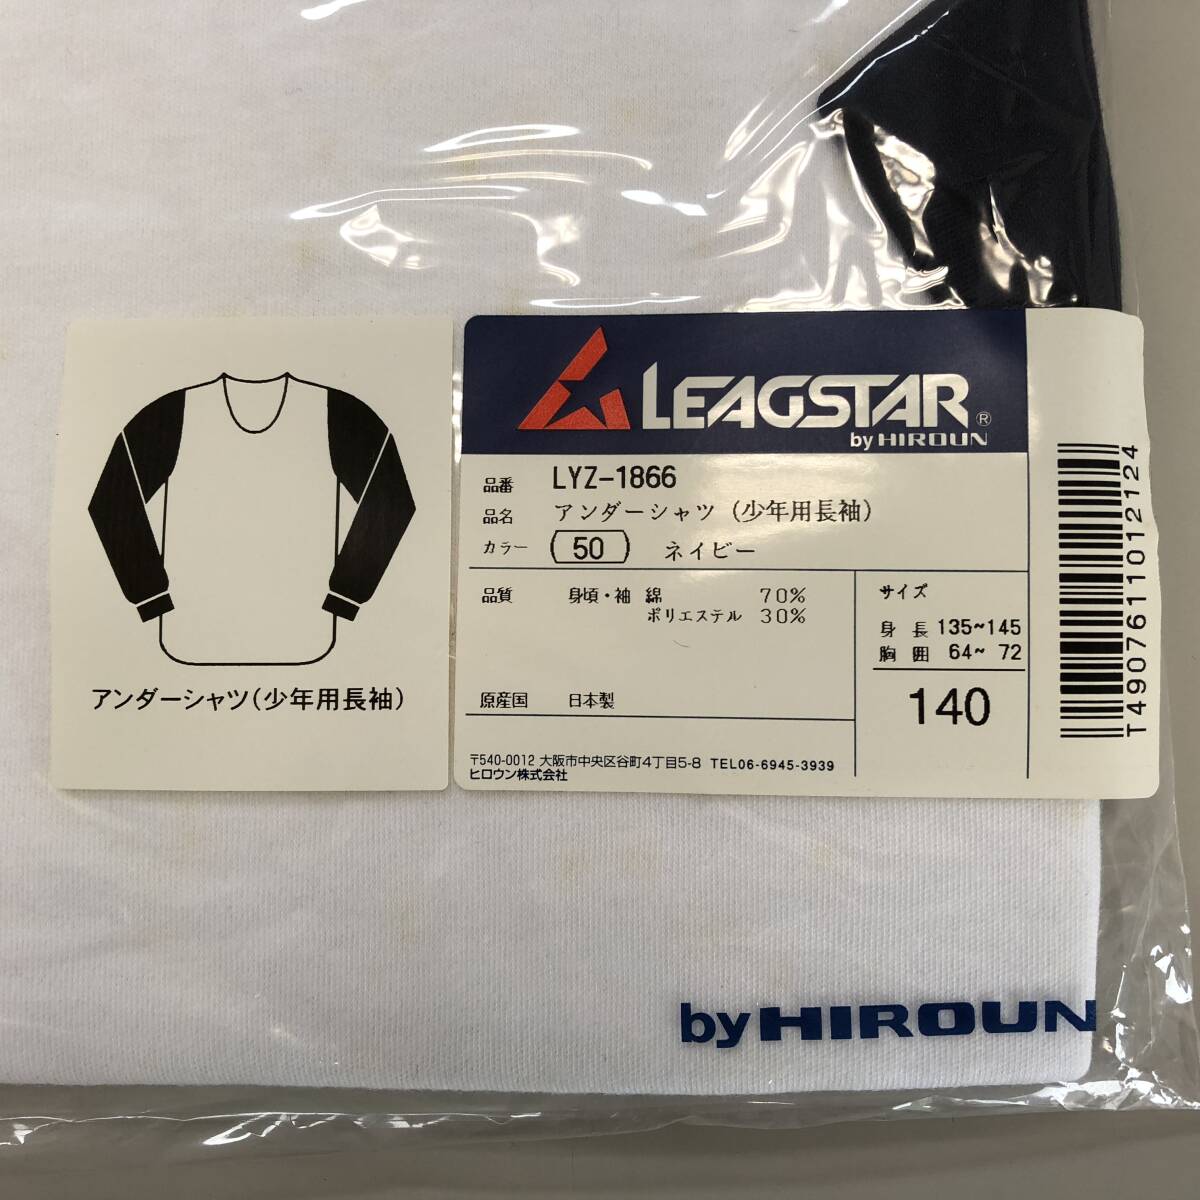 アンダーシャツ(少年用長袖)
LEAGSTAR®
by HIROUN
品番 LYZ-1866
品名 アンダーシャツ(少年用長袖)
カラー (50) ネイビー
品質 身頃・袖 綿 70%
ポリエステル 30%
原産国 日本製
サイズ
身長 135~145
胸囲 64~ 72
140
〒540-0012 大阪市中央区谷町4丁目5-8 TEL06-6945-3939
ヒロウン株式会社
T4907611012124
by HIROUN